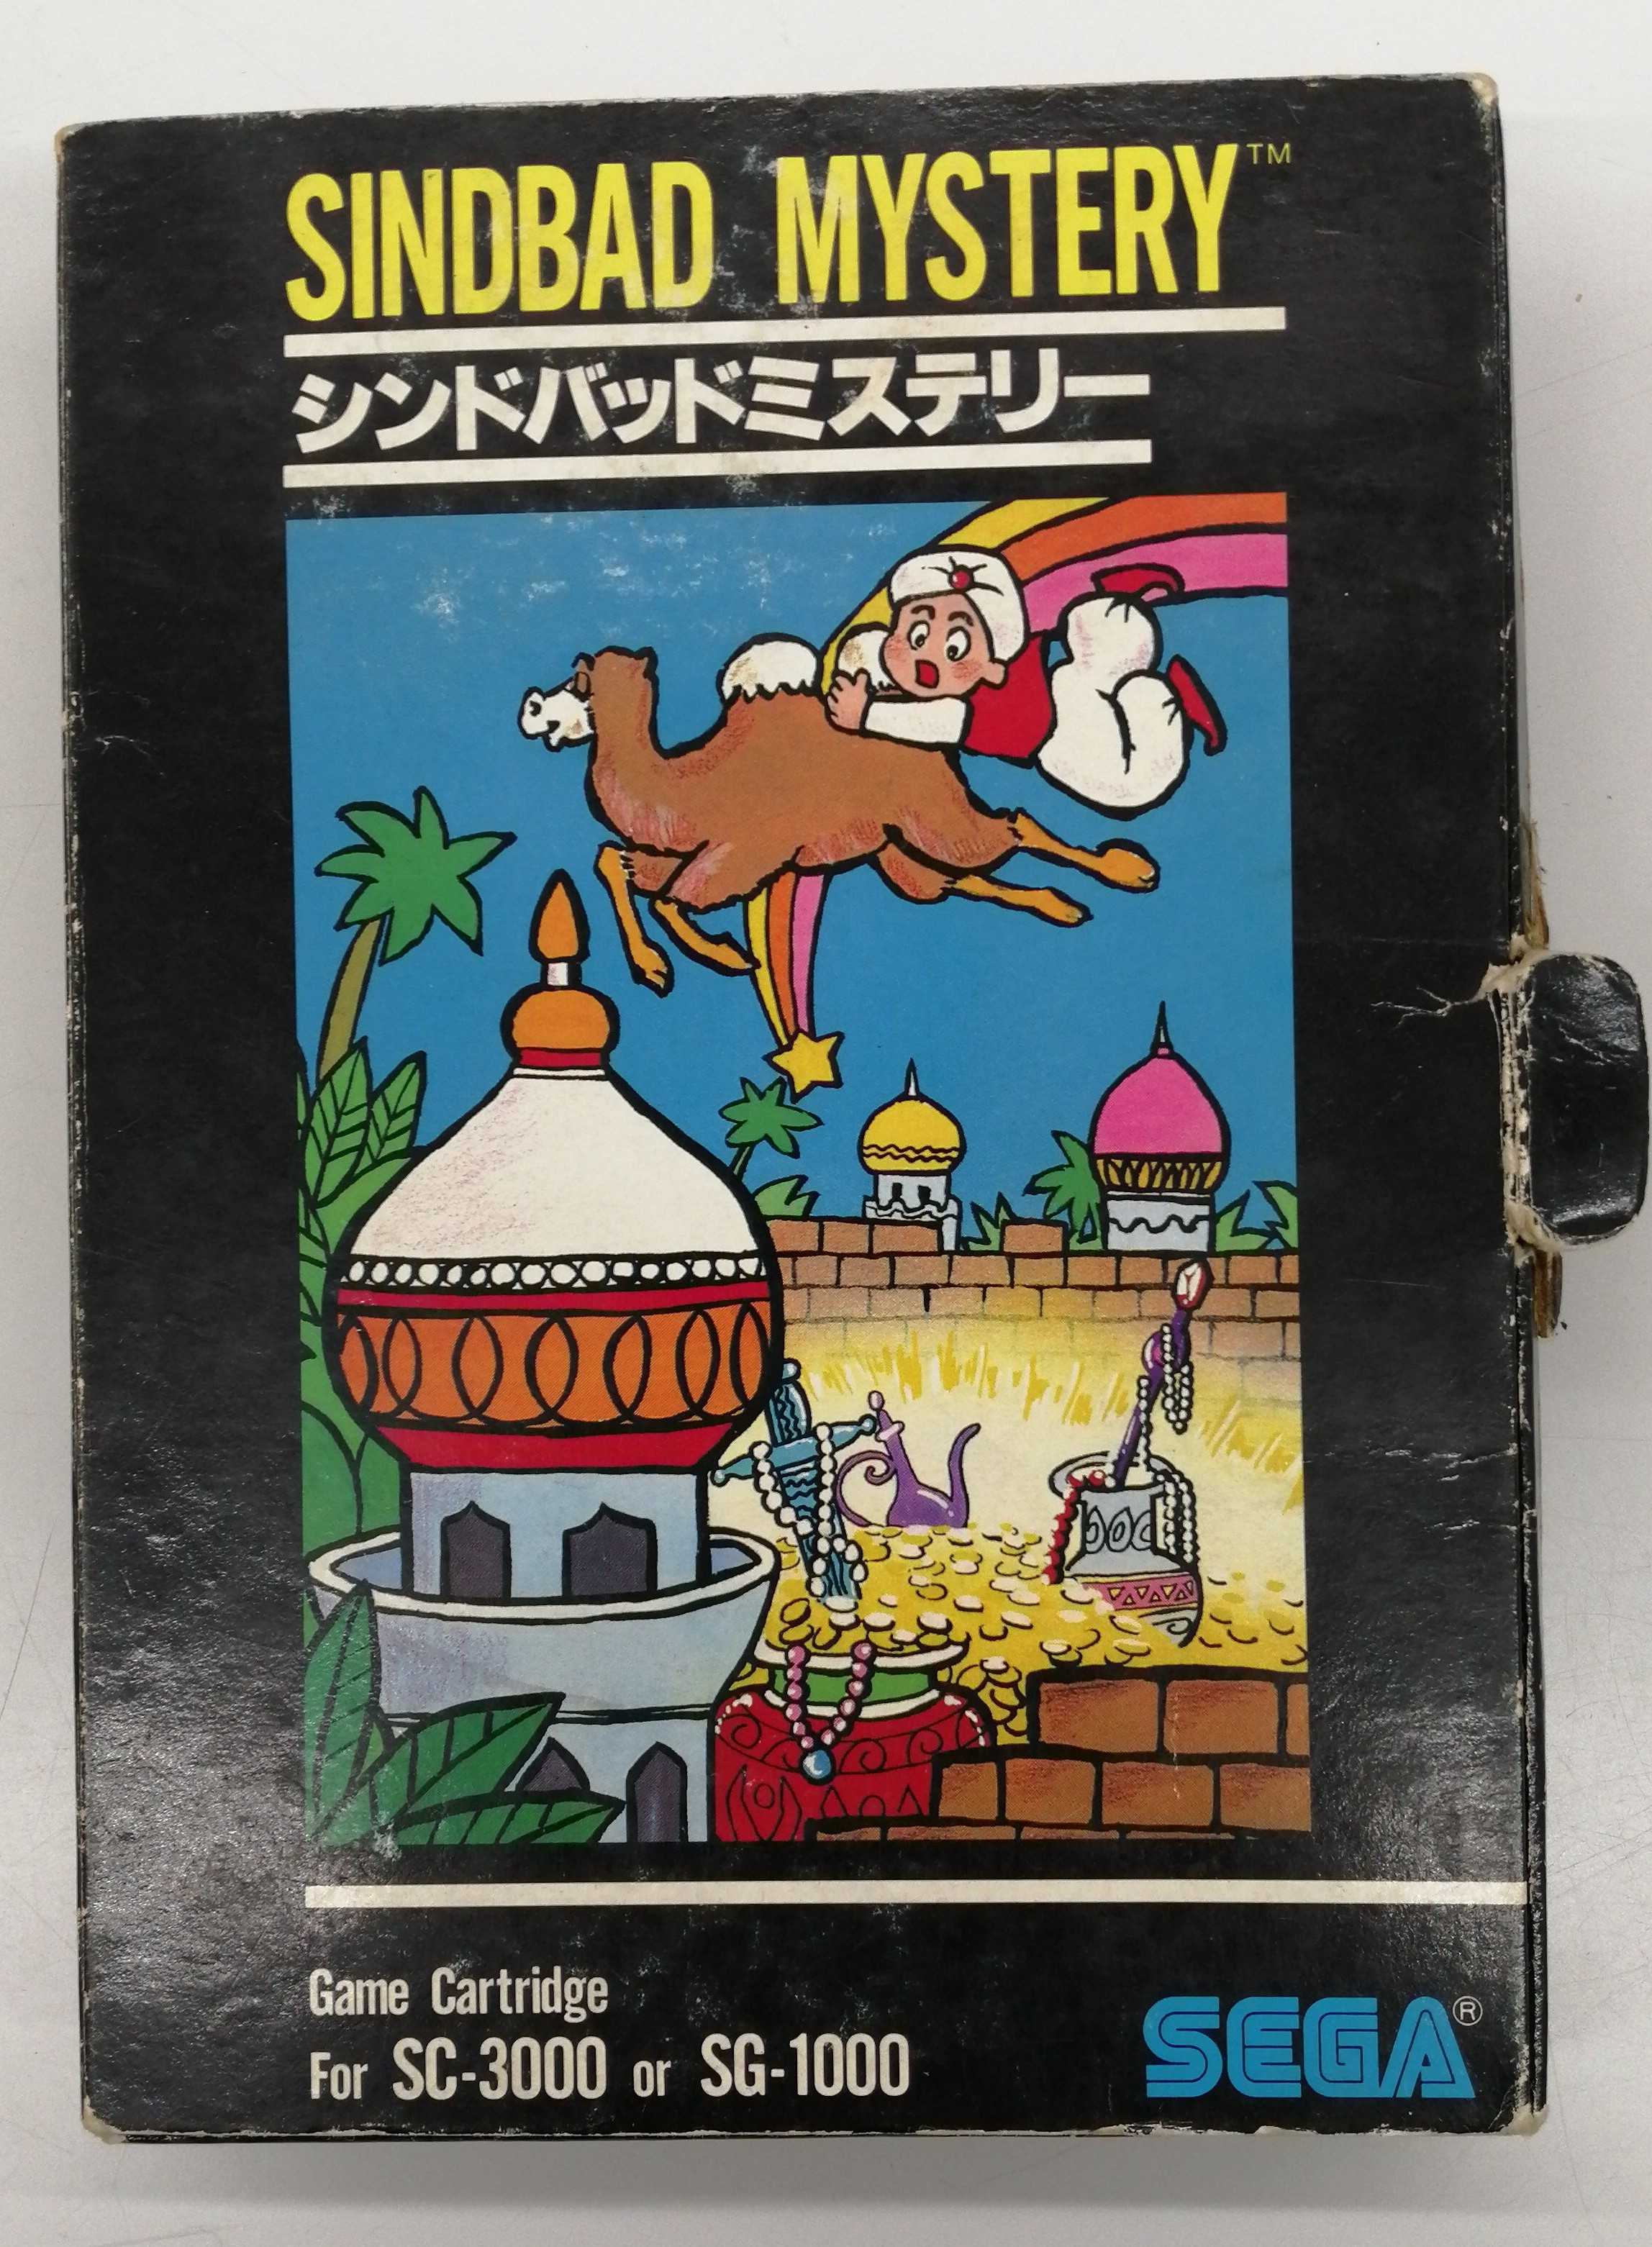 SINDBAD MYSTERY™
シンドバッドミステリー
Game Cartridge
For SC-3000 or SG-1000
SEGA®